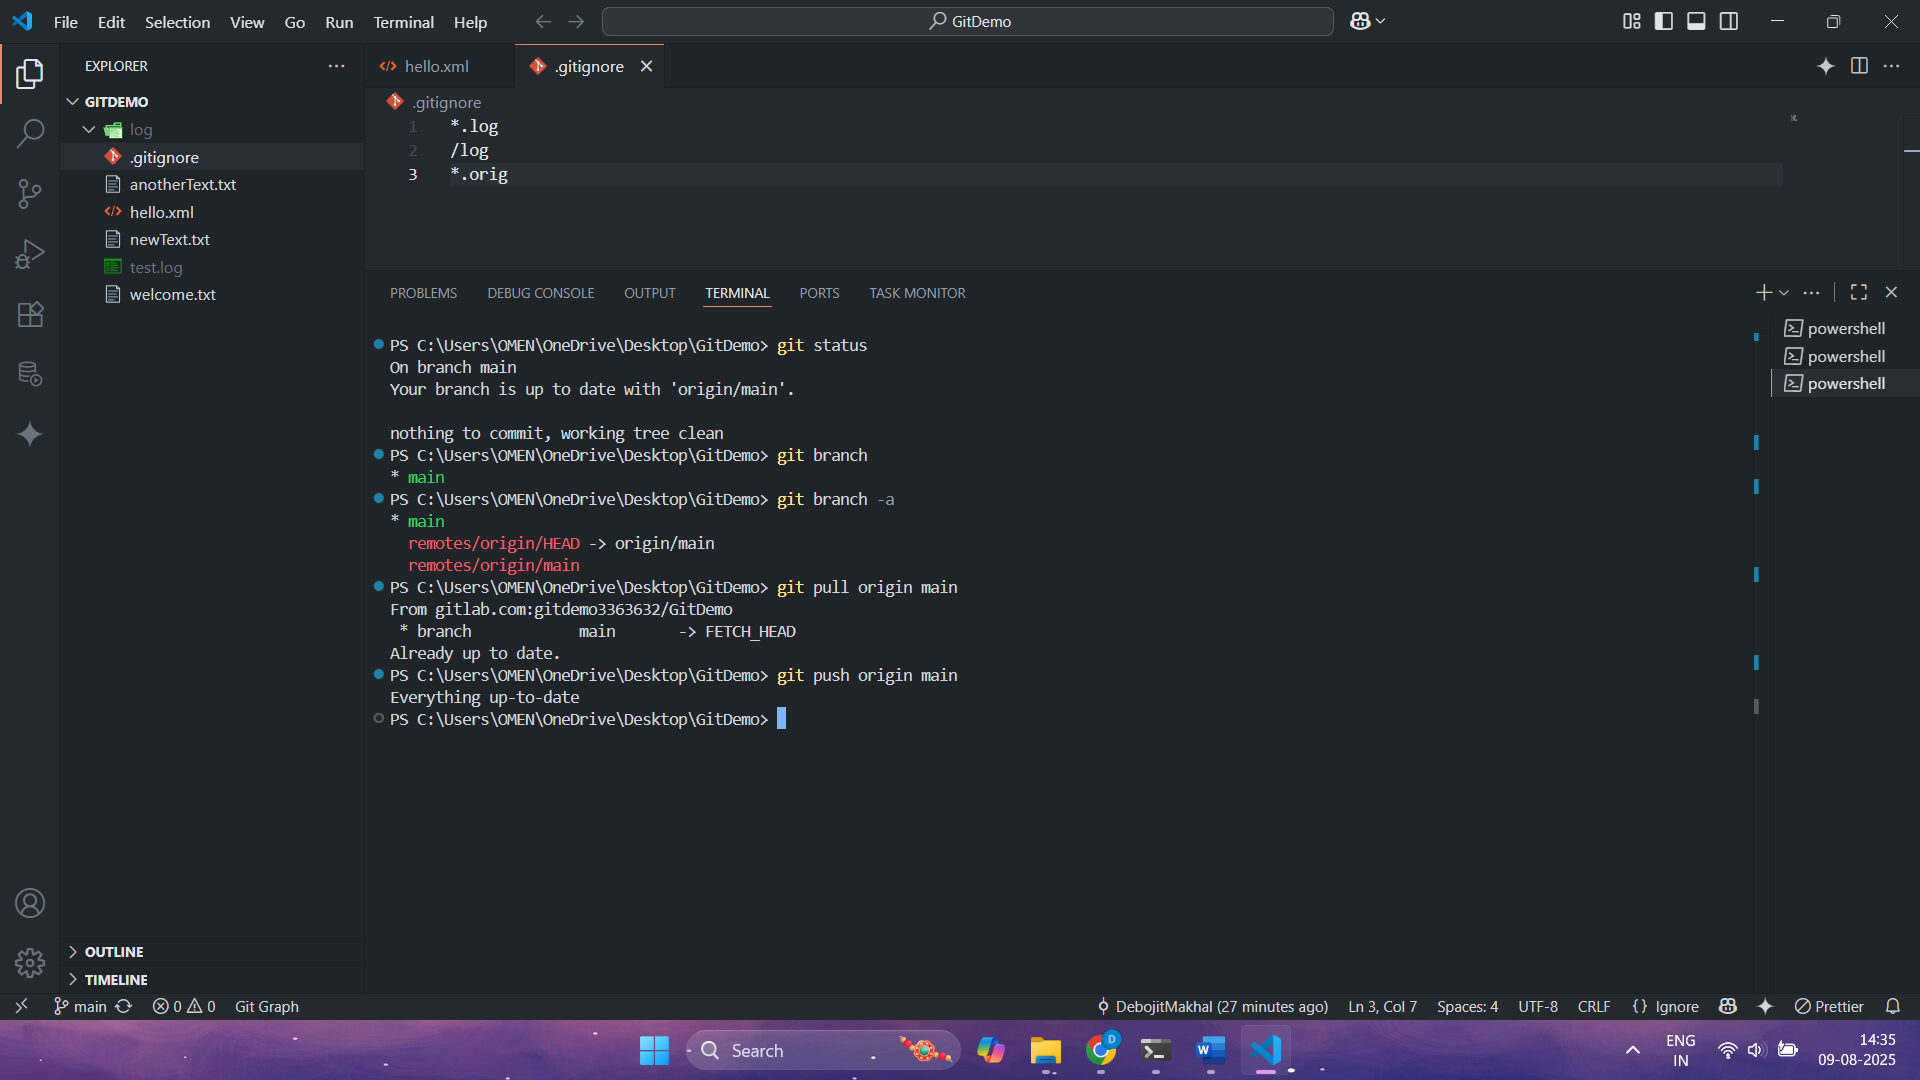 File Edit Selection View Go Run Terminal Help
GitDemo
EXPLORER
GITDEMO
log
.gitignore
anotherText.txt
hello.xml
newText.txt
test.log
welcome.txt
OUTLINE
TIMELINE
hello.xml
.gitignore
.gitignore
1 *.log
2 /log
3 *.orig
PROBLEMS DEBUG CONSOLE OUTPUT TERMINAL PORTS TASK MONITOR
PS C:\Users\OMEN\OneDrive\Desktop\GitDemo> git status
On branch main
Your branch is up to date with 'origin/main'.
nothing to commit, working tree clean
PS C:\Users\OMEN\OneDrive\Desktop\GitDemo> git branch
* main
PS C:\Users\OMEN\OneDrive\Desktop\GitDemo> git branch -a
* main
remotes/origin/HEAD -> origin/main
remotes/origin/main
PS C:\Users\OMEN\OneDrive\Desktop\GitDemo> git pull origin main
From gitlab.com:gitdemo3363632/GitDemo
* branch main -> FETCH_HEAD
Already up to date.
PS C:\Users\OMEN\OneDrive\Desktop\GitDemo> git push origin main
Everything up-to-date
PS C:\Users\OMEN\OneDrive\Desktop\GitDemo>
powershell
powershell
powershell
main 0 0 Git Graph
DebojitMakhal (27 minutes ago) Ln 3, Col 7 Spaces: 4 UTF-8 CRLF {} Ignore Prettier
Search
D
W
ENG
IN
14:35
09-08-2025